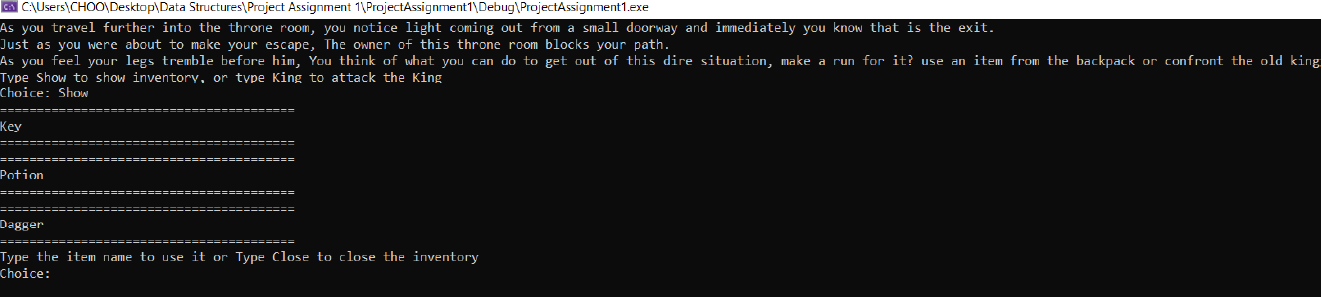 C:\Users\CHOO\Desktop\Data Structures\Project Assignment 1\ProjectAssignment1\Debug\ProjectAssignment1.exe
As you travel further into the throne room, you notice light coming out from a small doorway and immediately you know that is the exit.
Just as you were about to make your escape, The owner of this throne room blocks your path.
As you feel your legs tremble before him, You think of what you can do to get out of this dire situation, make a run for it? use an item from the backpack or confront the old king
Type Show to show inventory, or type King to attack the King
Choice: Show
========================================
Key
========================================
========================================
Potion
========================================
========================================
Dagger
========================================
Type the item name to use it or Type Close to close the inventory
Choice: